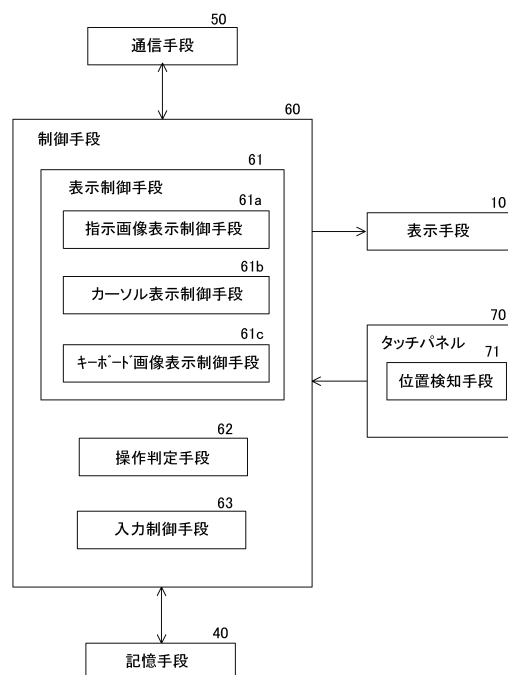 50
通信手段
60
制御手段
61
表示制御手段
61a
指示画像表示制御手段
61b
カーソル表示制御手段
61c
ｷｰﾎﾞｰﾄﾞ画像表示制御手段
62
操作判定手段
63
入力制御手段
10
表示手段
70
タッチパネル
71
位置検知手段
40
記憶手段